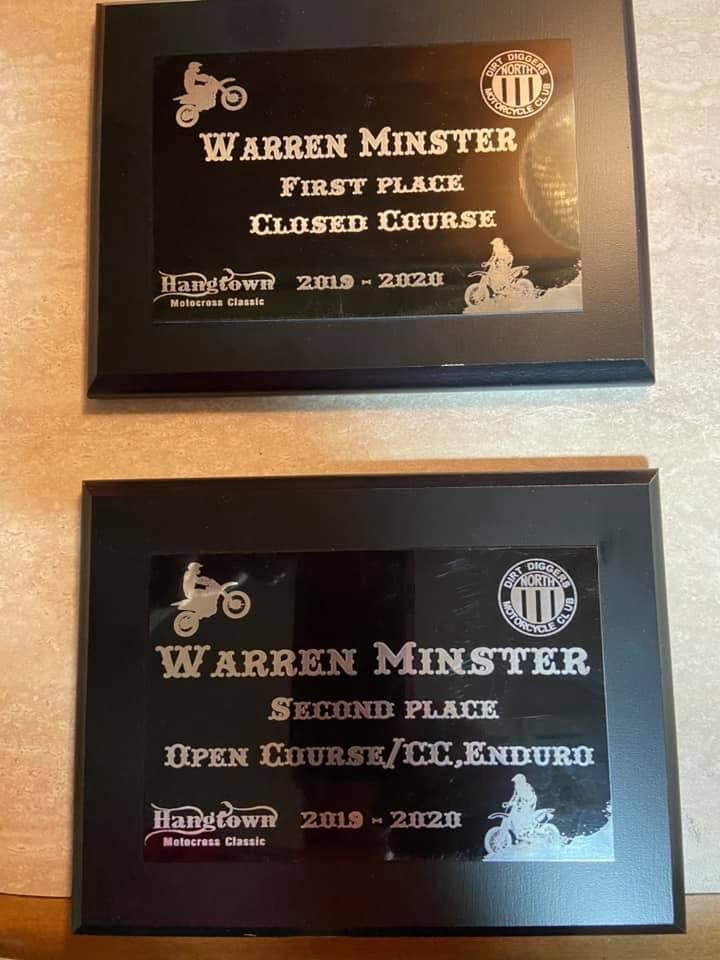 DIRT DIGGERS
NORTH
MOTORCYCLE CLUB
WARREN MINSTER
FIRST PLACE
CLOSED COURSE
Hangtown 2019 - 2020
Motocross Classic
DIRT DIGGERS
NORTH
MOTORCYCLE CLUB
WARREN MINSTER
SECOND PLACE
OPEN COURSE/CC,ENDURO
Hangtown 2019 - 2020
Motocross Classic